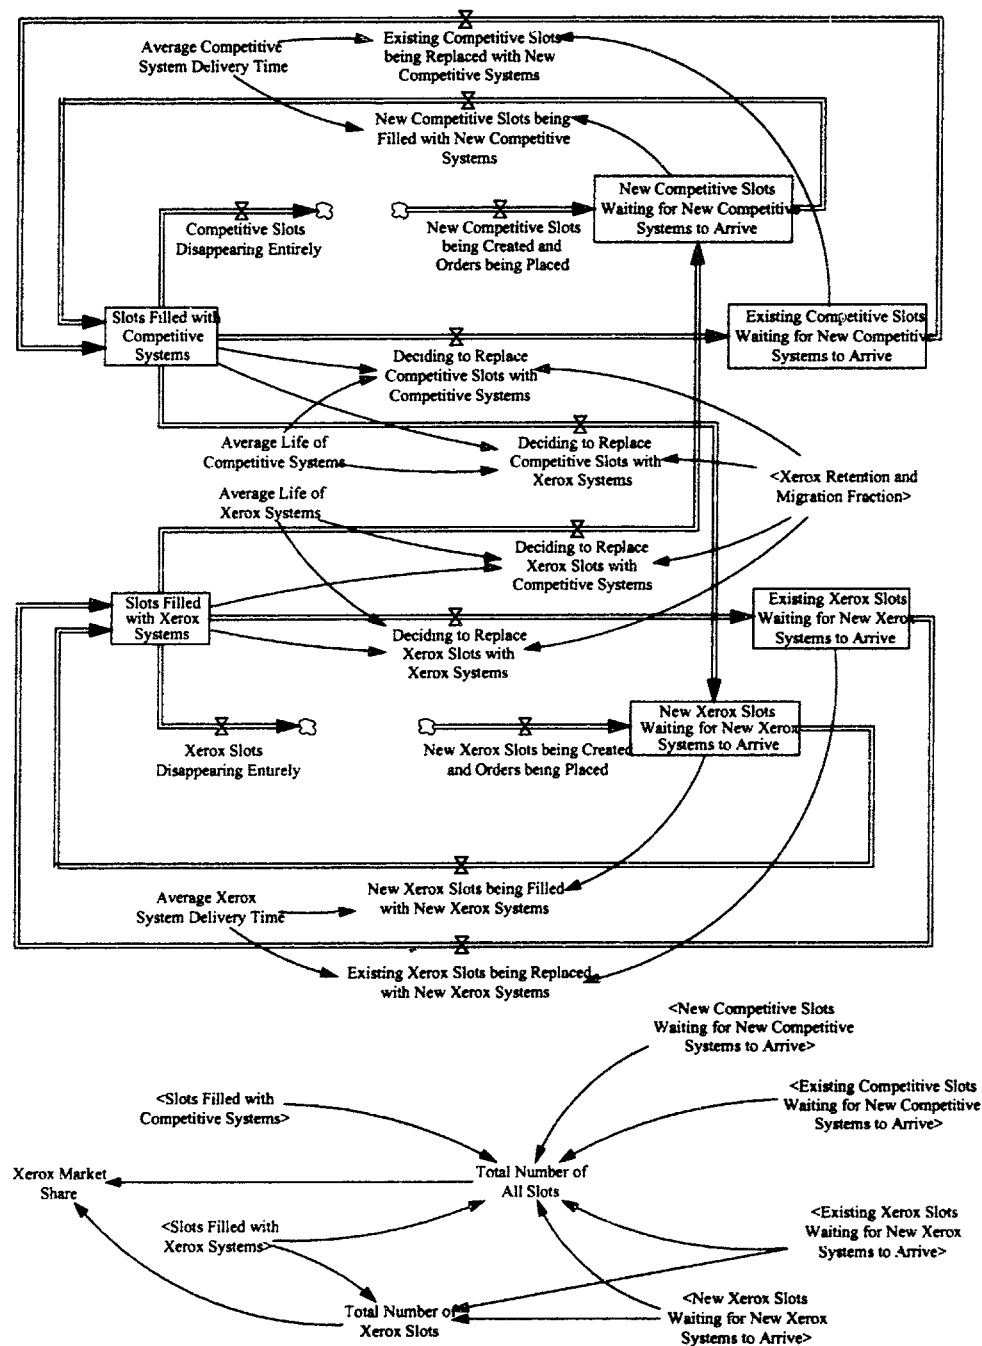 Average Competitive
System Delivery Time
Existing Competitive Slots
being Replaced with New
Competitive Systems
New Competitive Slots being
Filled with New Competitive
Systems
New Competitive Slots
Waiting for New Competitive
Systems to Arrive
Competitive Slots
Disappearing Entirely
New Competitive Slots
being Created and
Orders being Placed
Slots Filled with
Competitive
Systems
Existing Competitive Slots
Waiting for New Competitive
Systems to Arrive
Deciding to Replace
Competitive Slots with
Competitive Systems
Average Life of
Competitive Systems
Deciding to Replace
Competitive Slots with
Xerox Systems
<Xerox Retention and
Migration Fraction>
Average Life of
Xerox Systems
Deciding to Replace
Xerox Slots with
Competitive Systems
Slots Filled
with Xerox
Systems
Existing Xerox Slots
Waiting for New Xerox
Systems to Arrive
Deciding to Replace
Xerox Slots with
Xerox Systems
New Xerox Slots
Waiting for New Xerox
Systems to Arrive
Xerox Slots
Disappearing Entirely
New Xerox Slots being Created
and Orders being Placed
Average Xerox
System Delivery Time
New Xerox Slots being Filled
with New Xerox Systems
Existing Xerox Slots being Replaced
with New Xerox Systems
<New Competitive Slots
Waiting for New Competitive
Systems to Arrive>
<Slots Filled with
Competitive Systems>
<Existing Competitive Slots
Waiting for New Competitive
Systems to Arrive>
Xerox Market
Share
Total Number of
All Slots
<Slots Filled with
Xerox Systems>
<Existing Xerox Slots
Waiting for New Xerox
Systems to Arrive>
Total Number of
Xerox Slots
<New Xerox Slots
Waiting for New Xerox
Systems to Arrive>